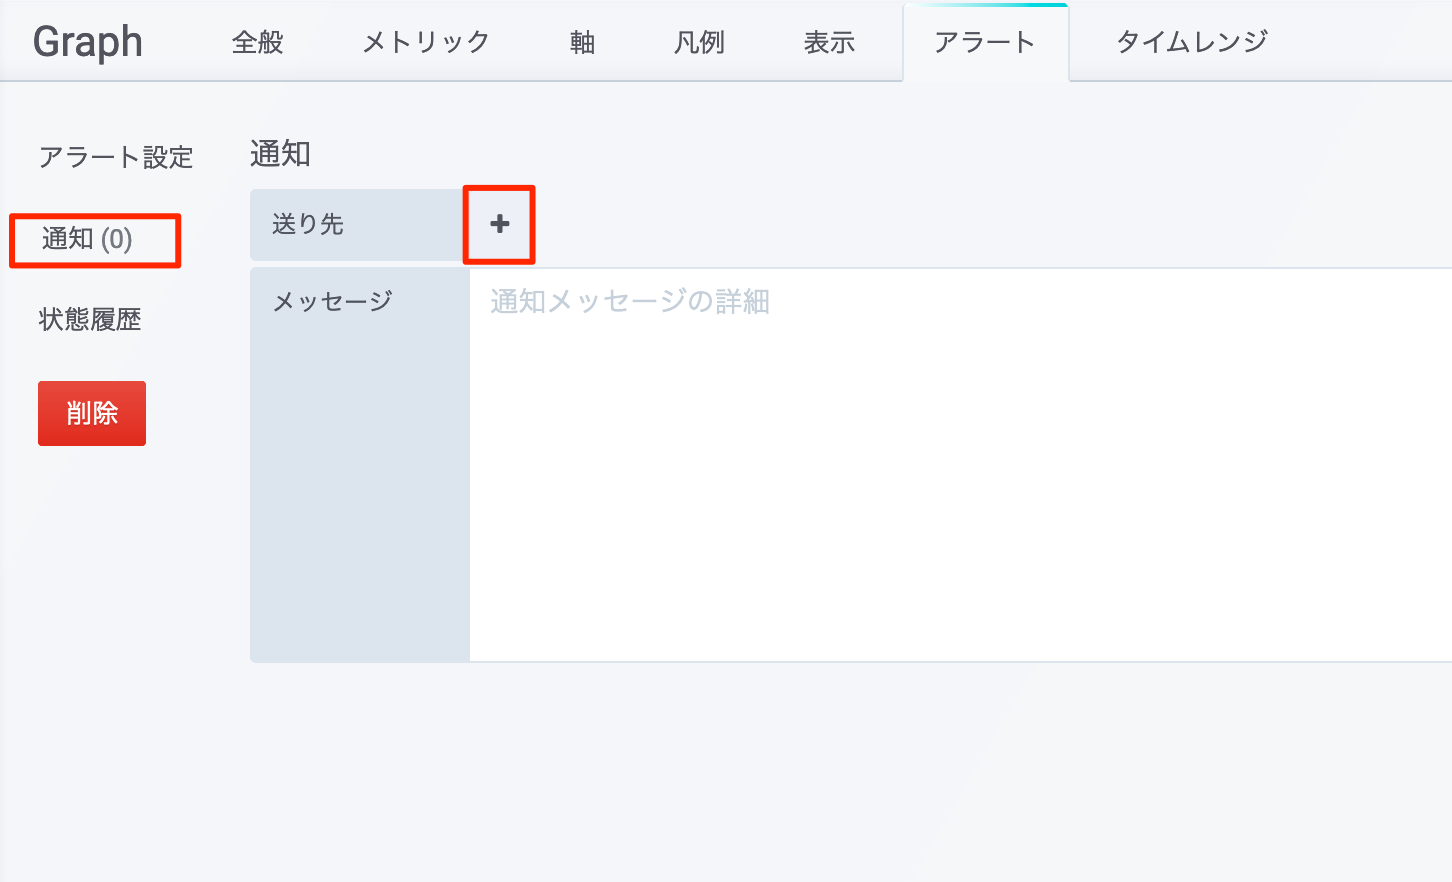 Graph 全般 メトリック 軸 凡例 表示 アラート タイムレンジ
アラート設定
通知 (0)
状態履歴
削除
通知
送り先 +
メッセージ 通知メッセージの詳細